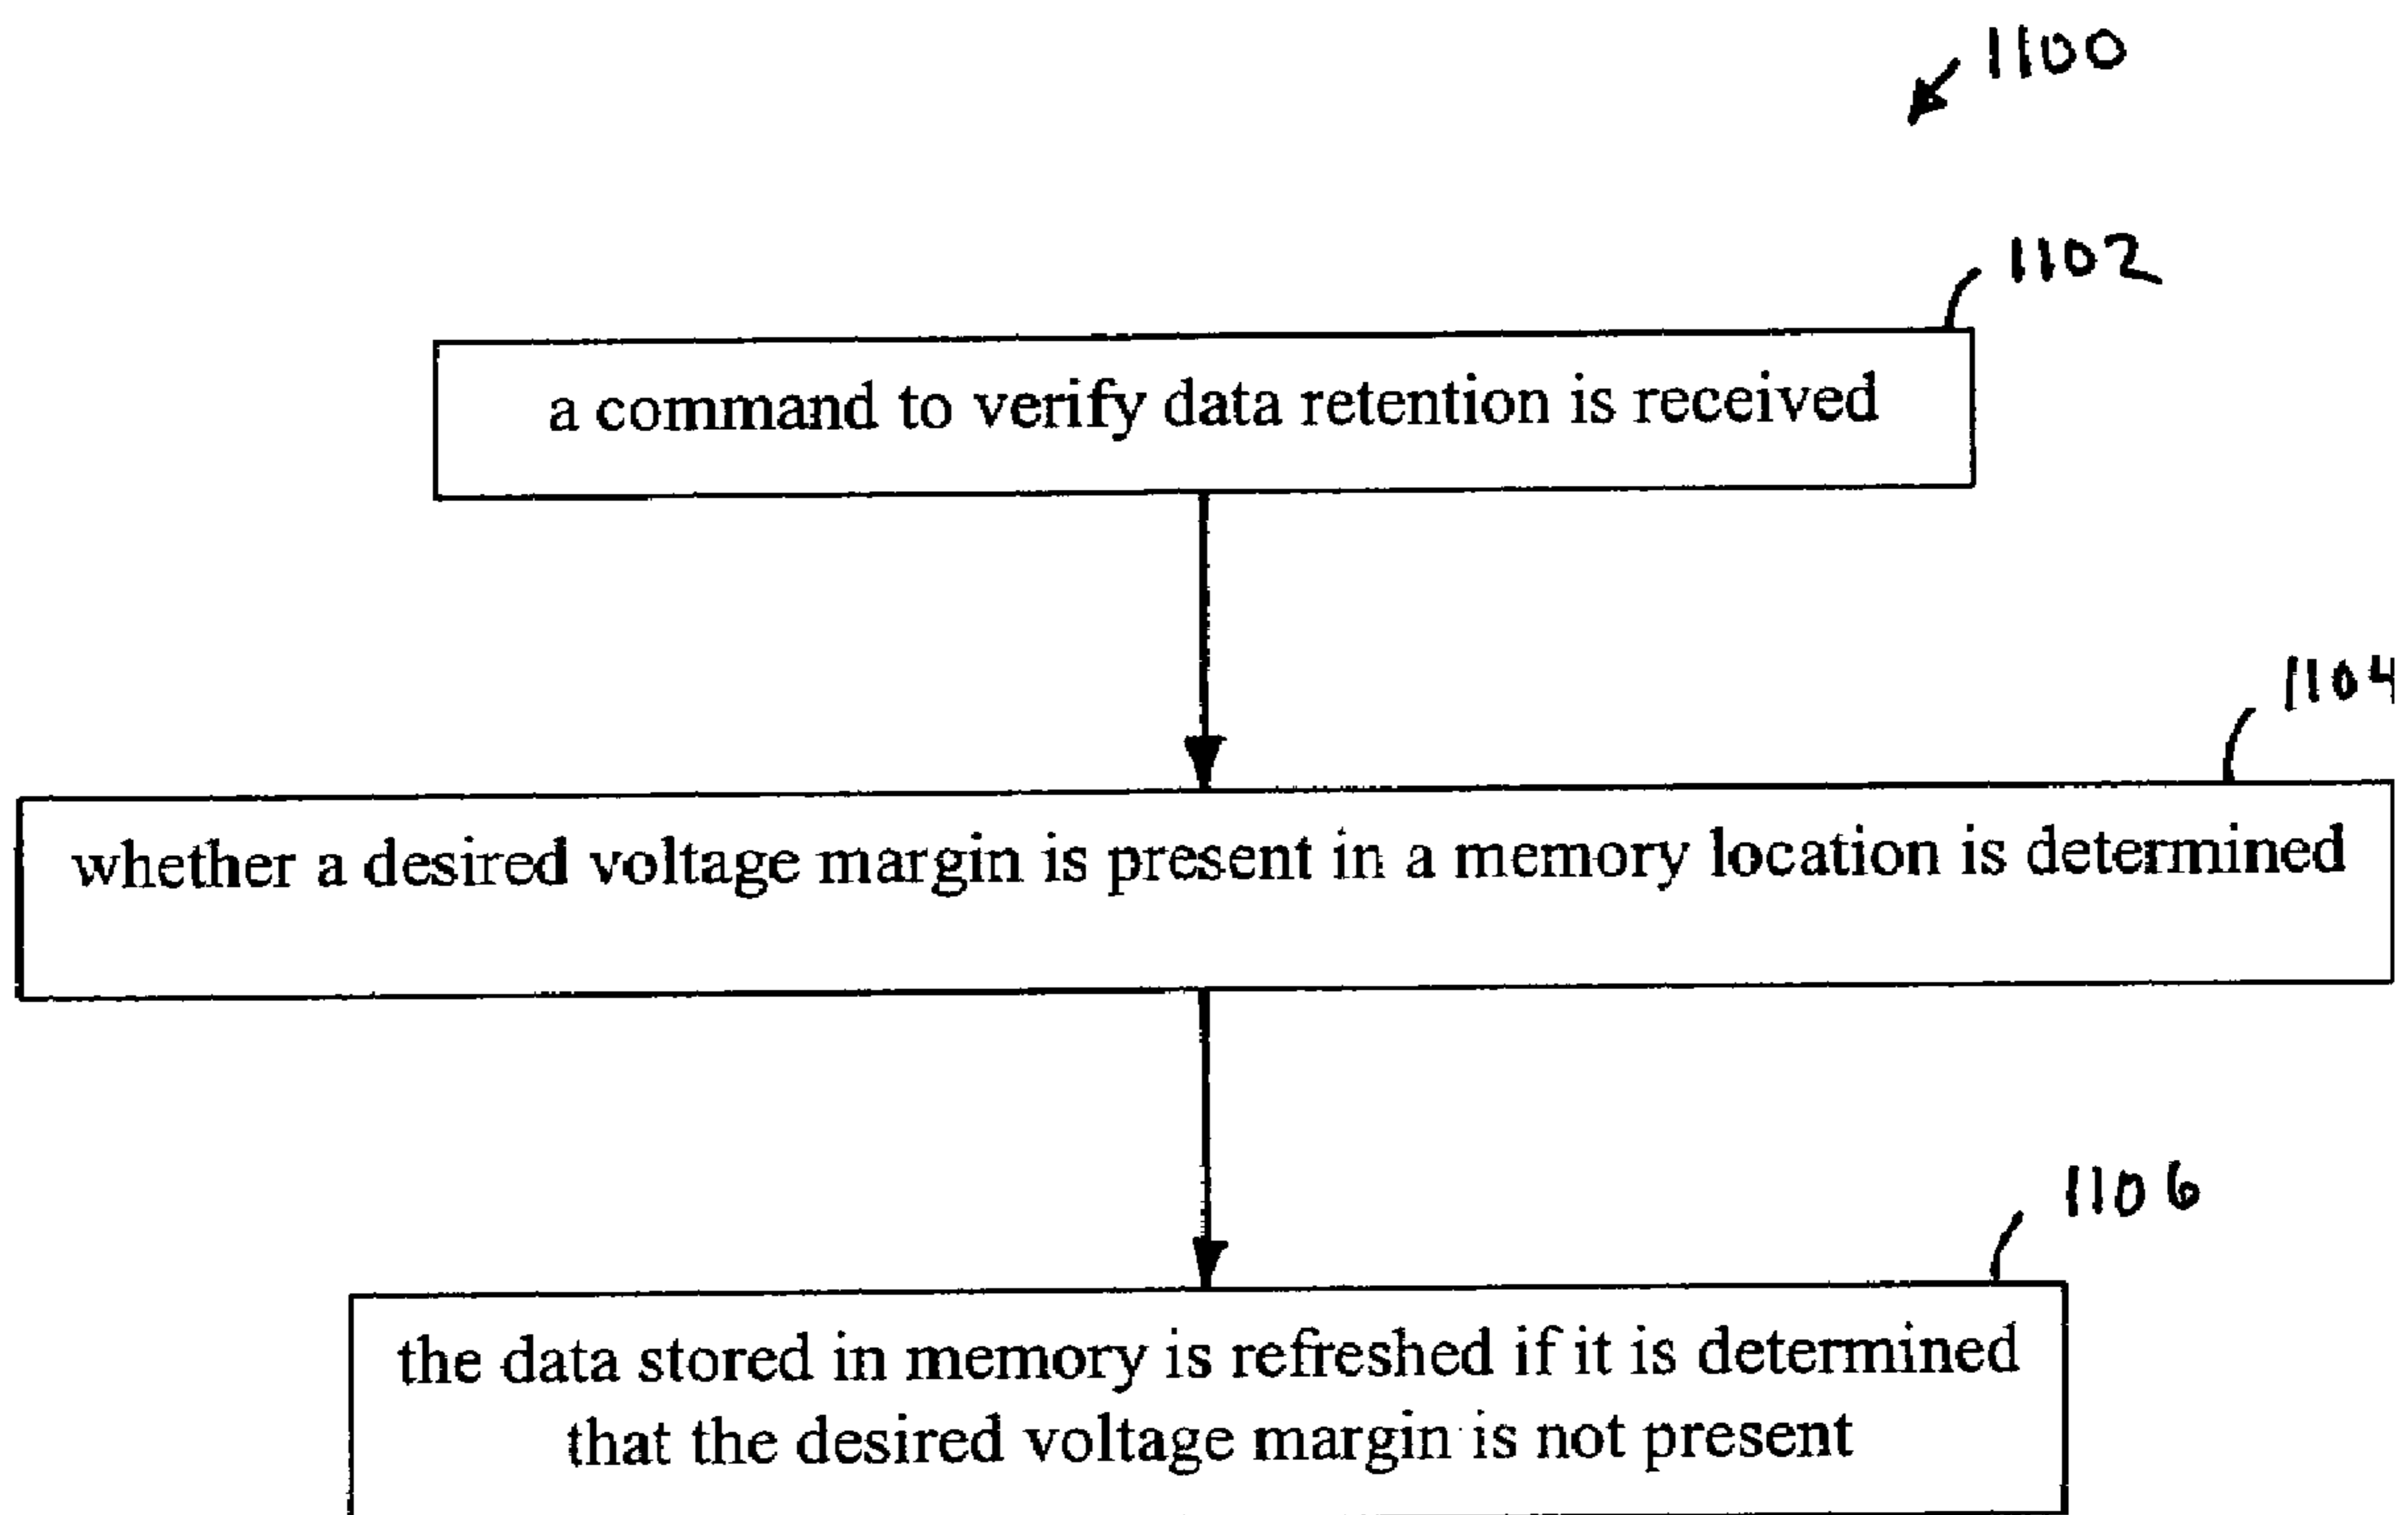 1100
1102
a command to verify data retention is received
1104
whether a desired voltage margin is present in a memory location is determined
1106
the data stored in memory is refreshed if it is determined
that the desired voltage margin is not present